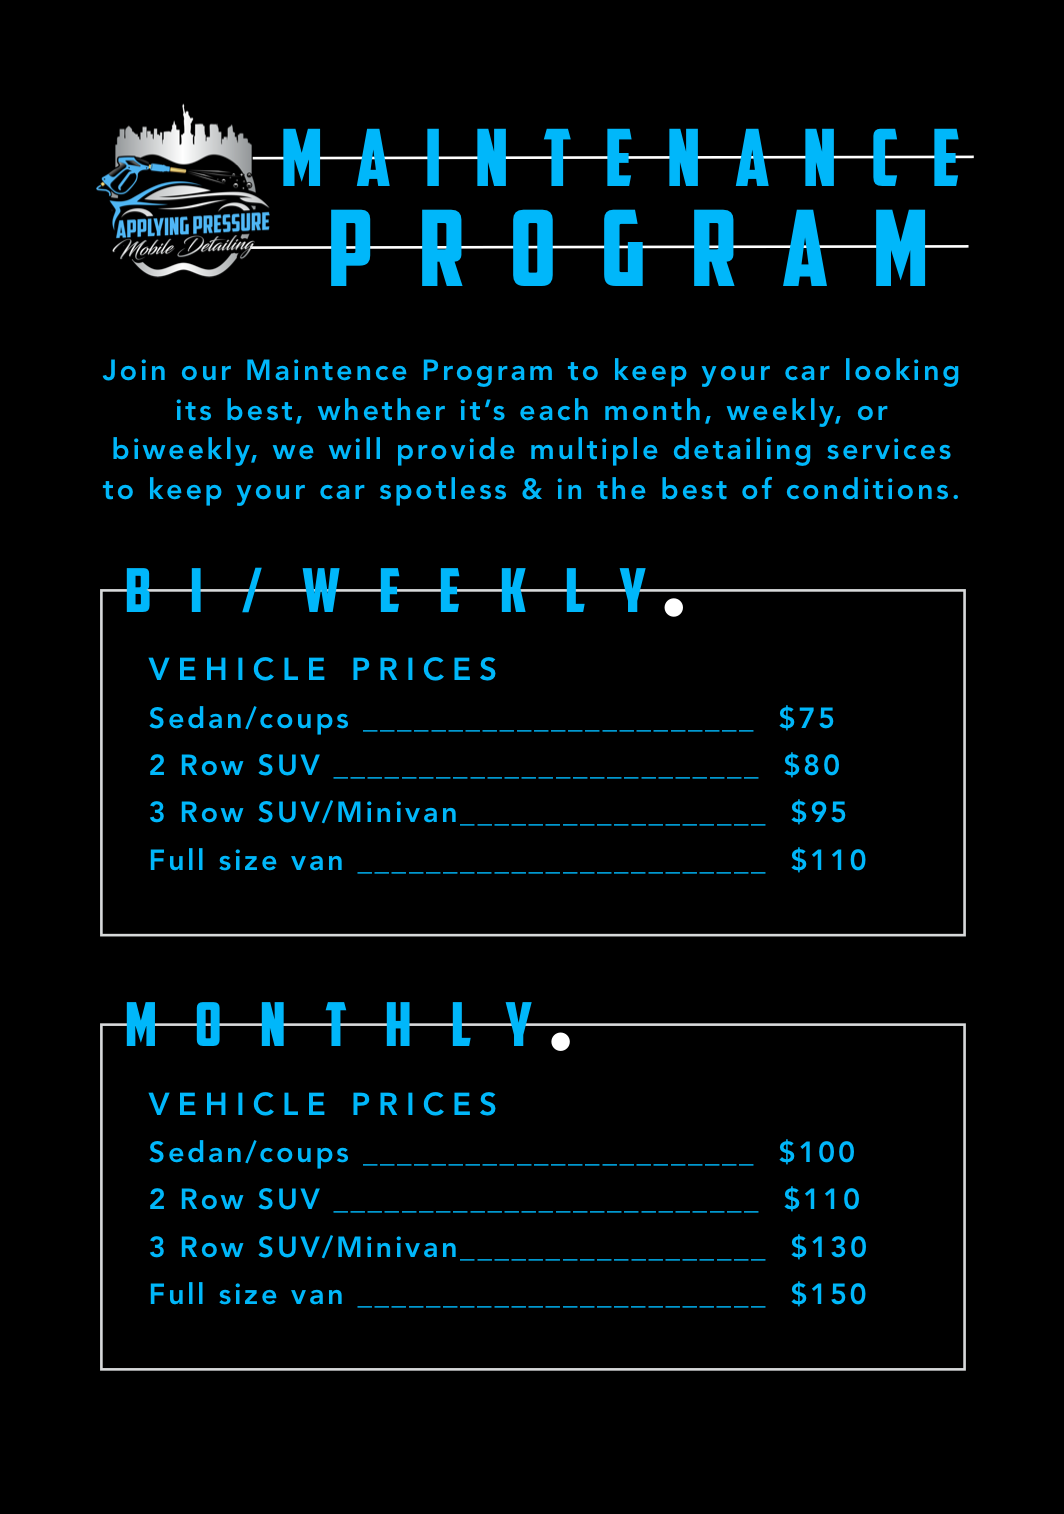 MAINTENANCE
PROGRAM
APPLYING PRESSURE
Mobile Detailing
Join our Maintence Program to keep your car looking
its best, whether it’s each month, weekly, or
biweekly, we will provide multiple detailing services
to keep your car spotless & in the best of conditions.
BI/WEEKLY.
VEHICLE PRICES
Sedan/coups _______________________ $75
2 Row SUV _________________________ $80
3 Row SUV/Minivan__________________ $95
Full size van ________________________ $110
MONTHLY.
VEHICLE PRICES
Sedan/coups _______________________ $100
2 Row SUV _________________________ $110
3 Row SUV/Minivan__________________ $130
Full size van ________________________ $150